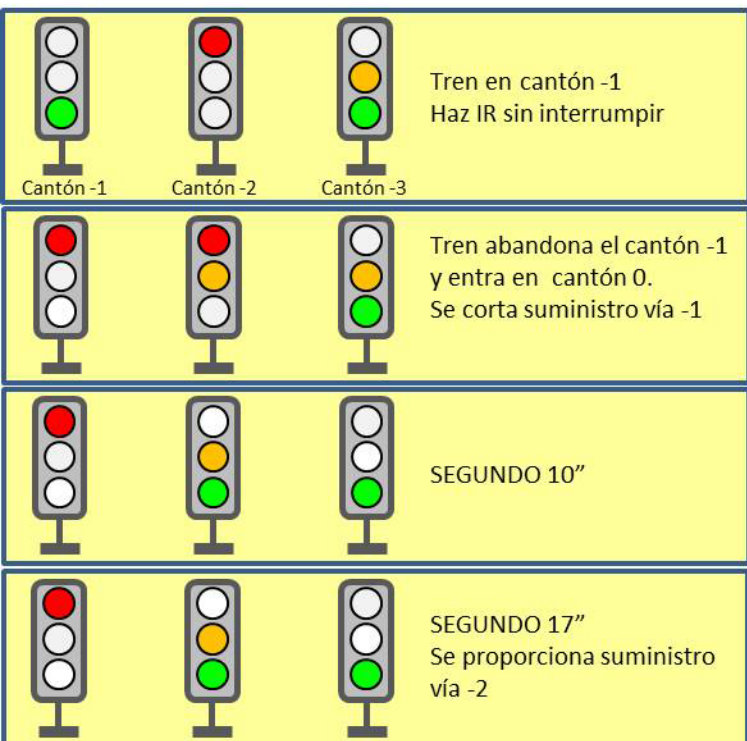 Tren en cantón -1
Haz IR sin interrumpir
Cantón -1 Cantón -2 Cantón -3
Tren abandona el cantón -1
y entra en cantón 0.
Se corta suministro vía -1
SEGUNDO 10”
SEGUNDO 17”
Se proporciona suministro
vía -2